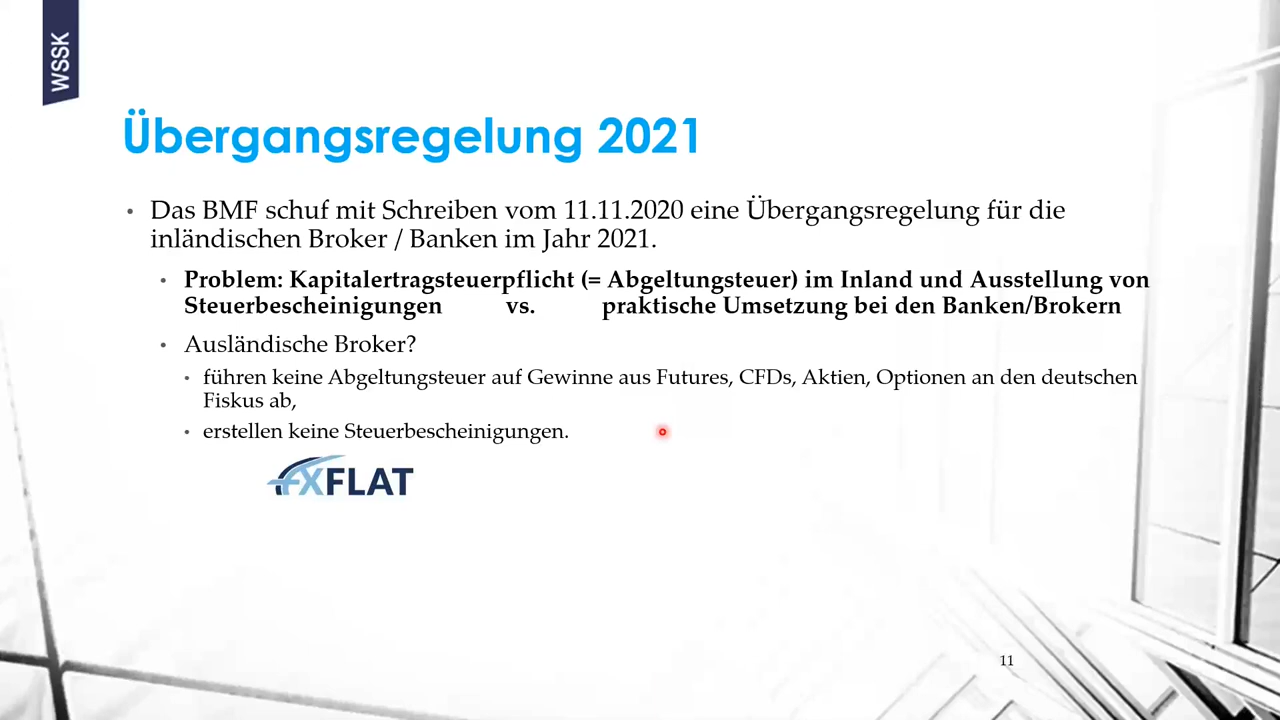 WSSK
Übergangsregelung 2021
• Das BMF schuf mit Schreiben vom 11.11.2020 eine Übergangsregelung für die
inländischen Broker / Banken im Jahr 2021.
• Problem: Kapitalertragsteuerpflicht (= Abgeltungsteuer) im Inland und Ausstellung von
Steuerbescheinigungen vs. praktische Umsetzung bei den Banken/Brokern
• Ausländische Broker?
• führen keine Abgeltungsteuer auf Gewinne aus Futures, CFDs, Aktien, Optionen an den deutschen
Fiskus ab,
• erstellen keine Steuerbescheinigungen.
FXFLAT
11